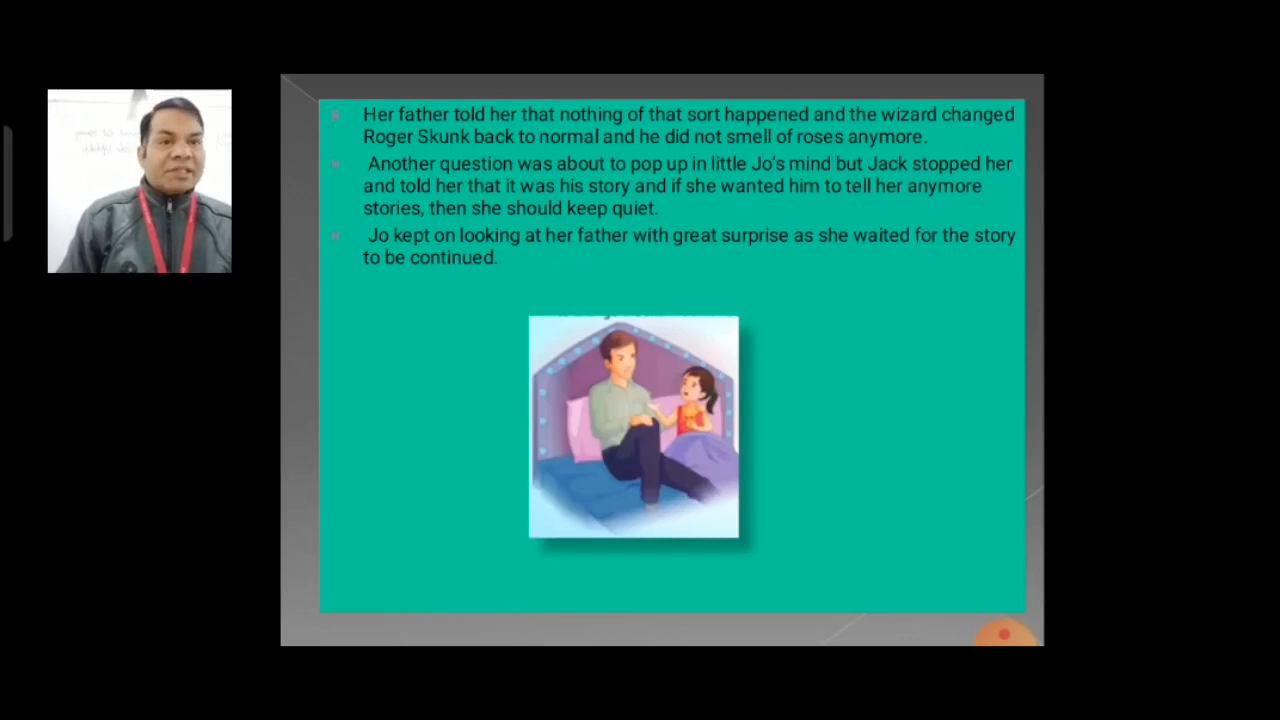 Her father told her that nothing of that sort happened and the wizard changed
Roger Skunk back to normal and he did not smell of roses anymore.
Another question was about to pop up in little Jo's mind but Jack stopped her
and told her that it was his story and if she wanted him to tell her anymore
stories, then she should keep quiet.
Jo kept on looking at her father with great surprise as she waited for the story
to be continued.